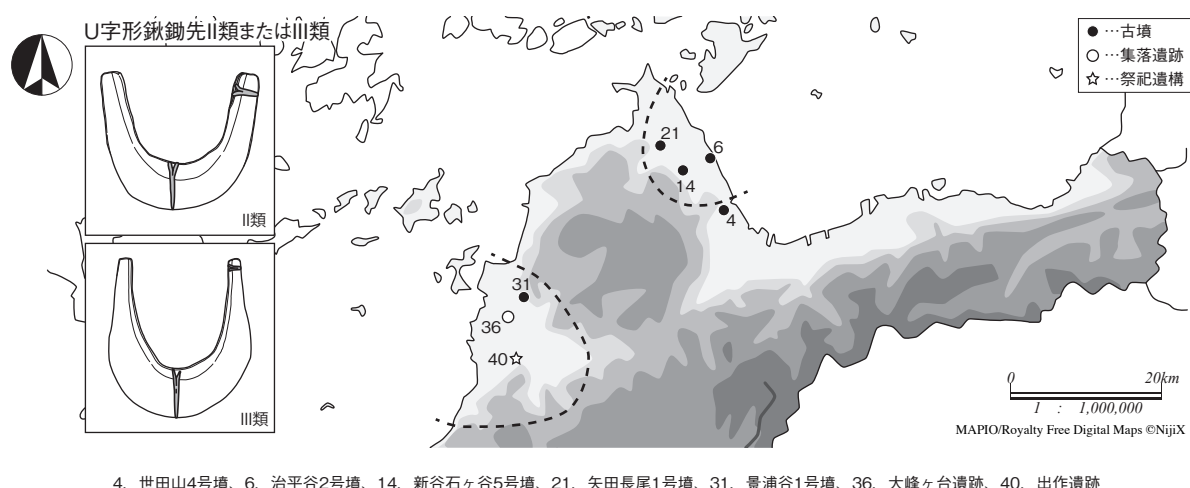 U字形鍬鋤先II類またはIII類
II類
III類
●…古墳
○…集落遺跡
☆…祭祀遺構
21
6
14
4
31
36
40
0 20km
1 : 1,000,000
MAPIO/Royalty Free Digital Maps ©NijiX
4、世田山4号墳、6、治平谷2号墳、14、新谷石ヶ谷5号墳、21、矢田長尾1号墳、31、景浦谷1号墳、36、大峰ヶ台遺跡、40、出作遺跡